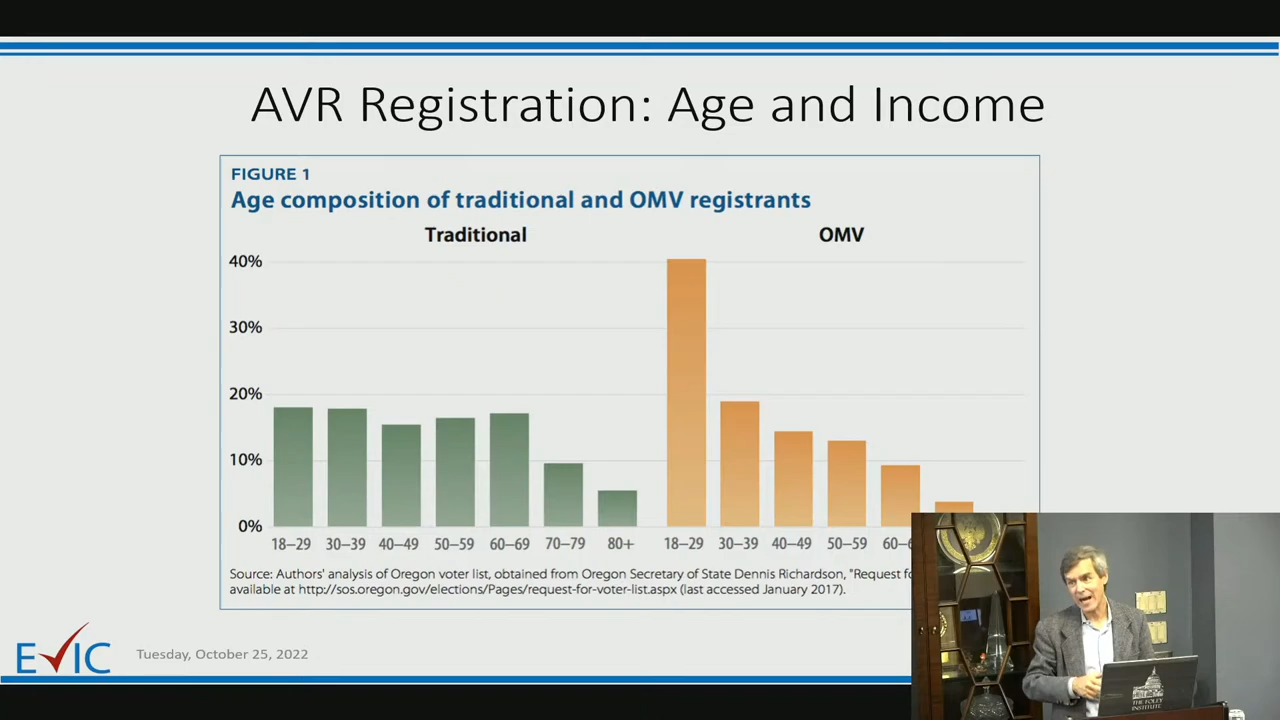 AVR Registration: Age and Income
FIGURE 1
Age composition of traditional and OMV registrants
Traditional OMV
40%
30%
20%
10%
0%
18–29 30–39 40–49 50–59 60–69 70–79 80+ 18–29 30–39 40–49 50–59
Source: Authors' analysis of Oregon voter list, obtained from Oregon Secretary of State Dennis Richardson, "Request
available at http://sos.oregon.gov/elections/Pages/request-for-voter-list.aspx (last accessed January 2017).
EVIC Tuesday, October 25, 2022
THE FOLEY
INSTITUTE